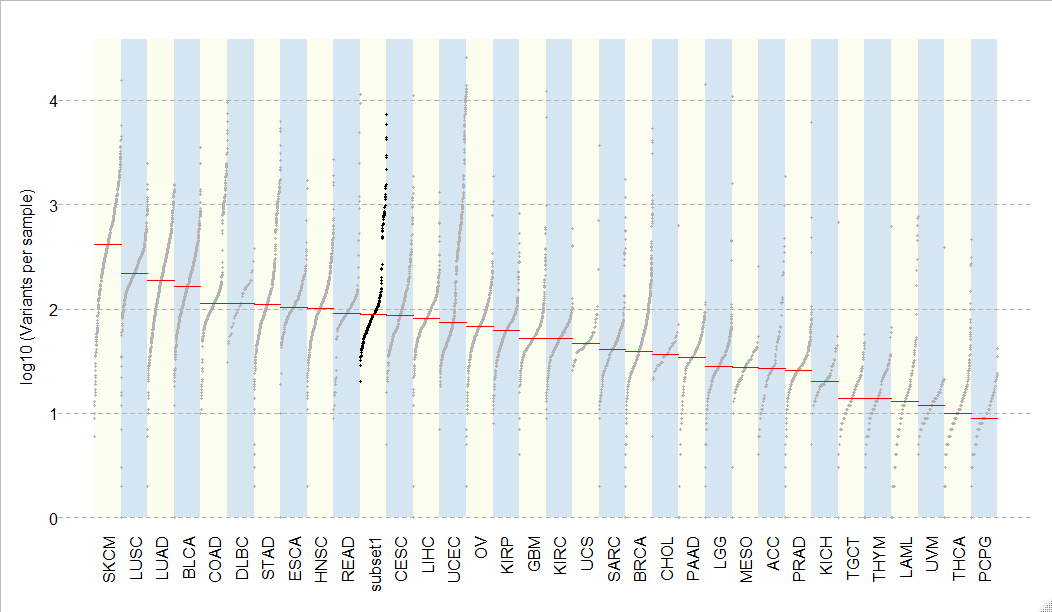 log10 (Variants per sample)
4
3
2
1
0
SKCM
LUSC
LUAD
BLCA
COAD
DLBC
STAD
ESCA
HNSC
READ
subset1
CESC
LIHC
UCEC
OV
KIRP
GBM
KIRC
UCS
SARC
BRCA
CHOL
PAAD
LGG
MESO
ACC
PRAD
KICH
TGCT
THYM
LAML
UVM
THCA
PCPG